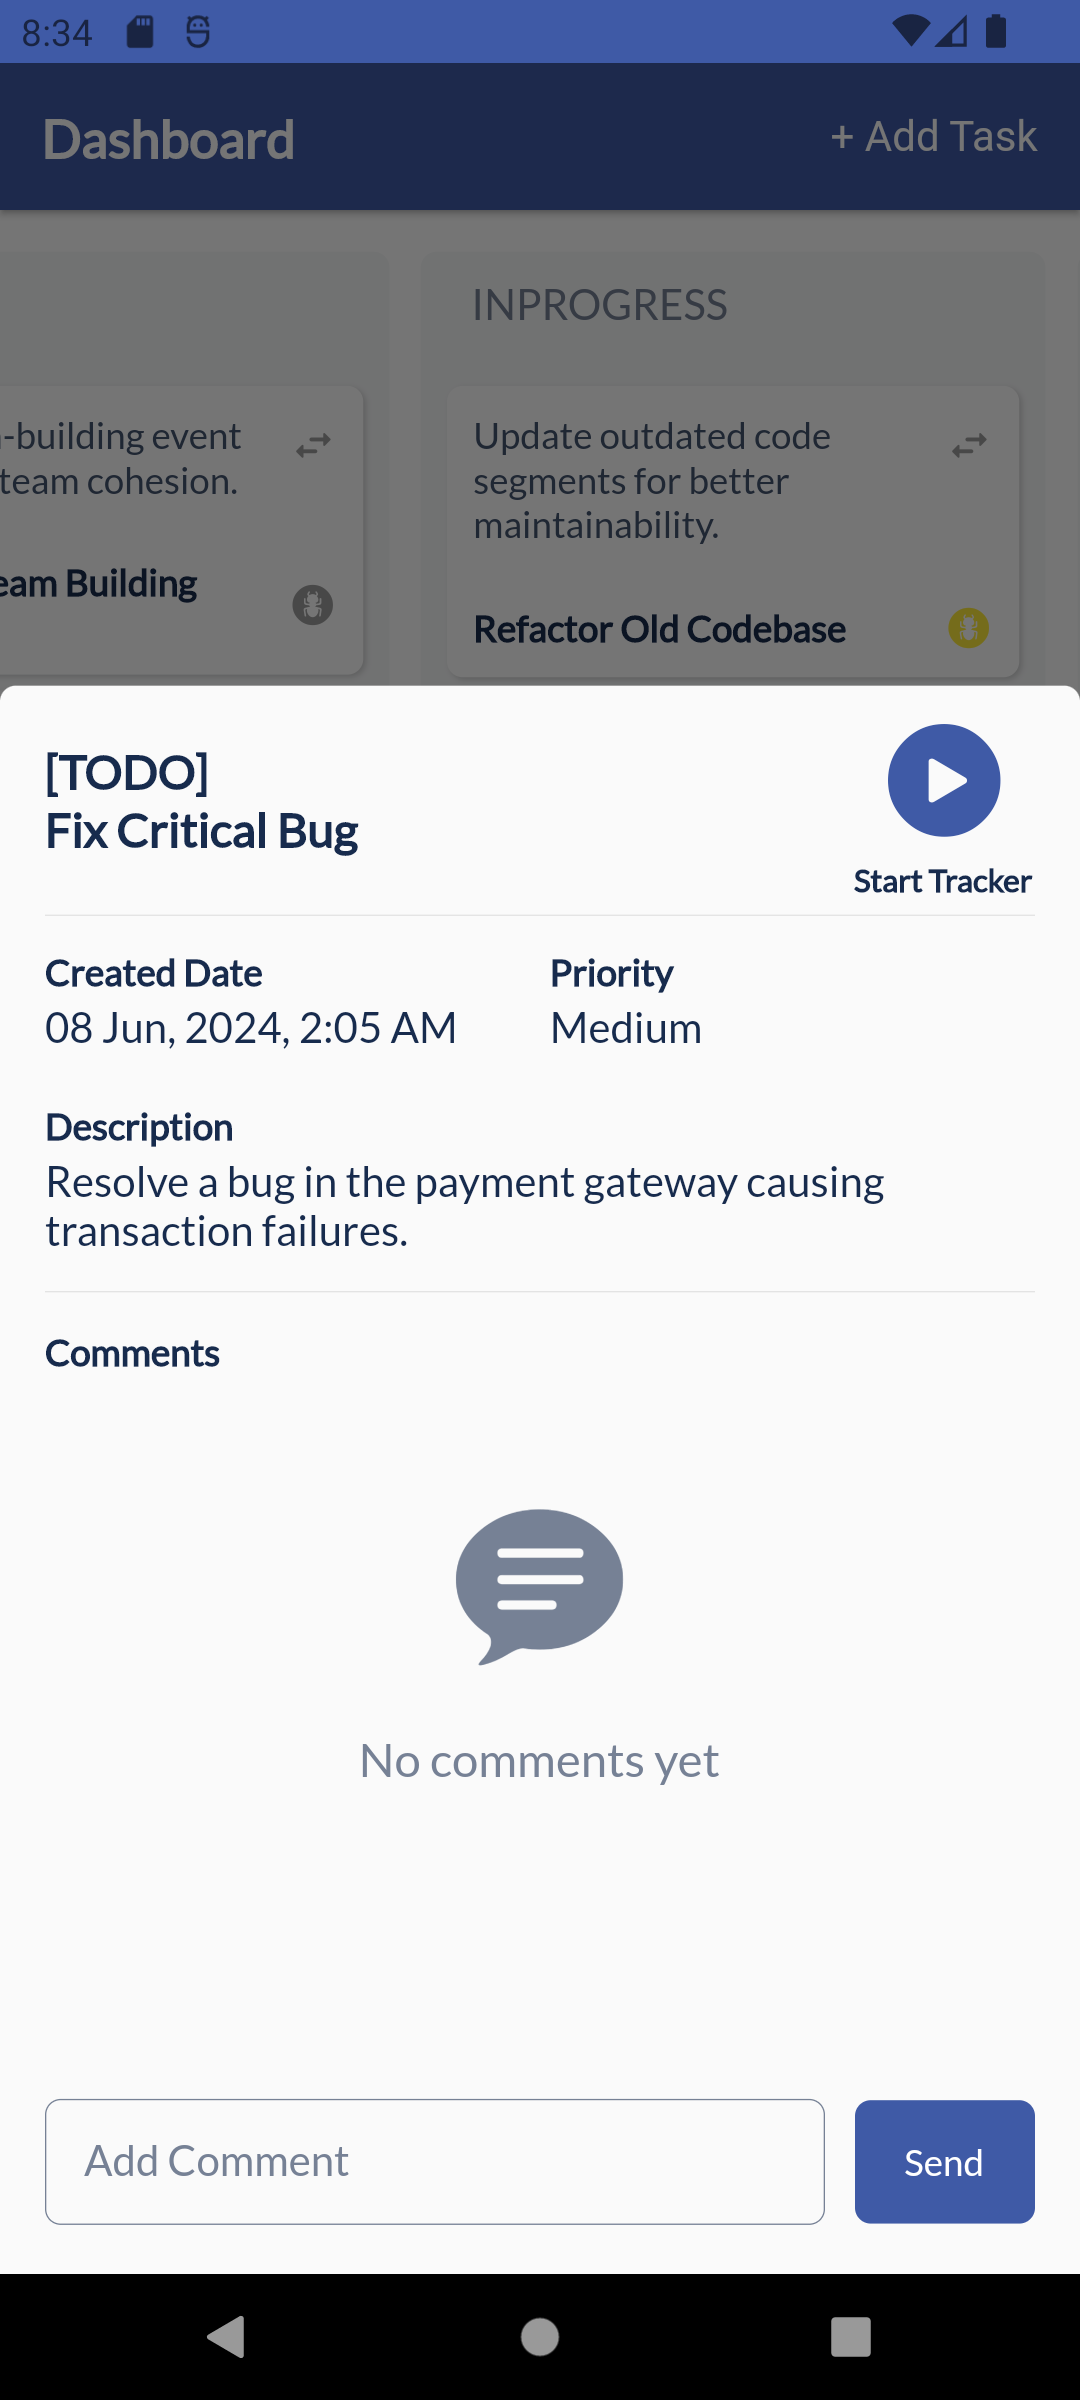 8:34
Dashboard
+ Add Task
INPROGRESS
-building event
team cohesion.
Building
Update outdated code
segments for better
maintainability.
Refactor Old Codebase
[TODO]
Fix Critical Bug
Start Tracker
Created Date
08 Jun, 2024, 2:05 AM
Priority
Medium
Description
Resolve a bug in the payment gateway causing
transaction failures.
Comments
No comments yet
Add Comment
Send